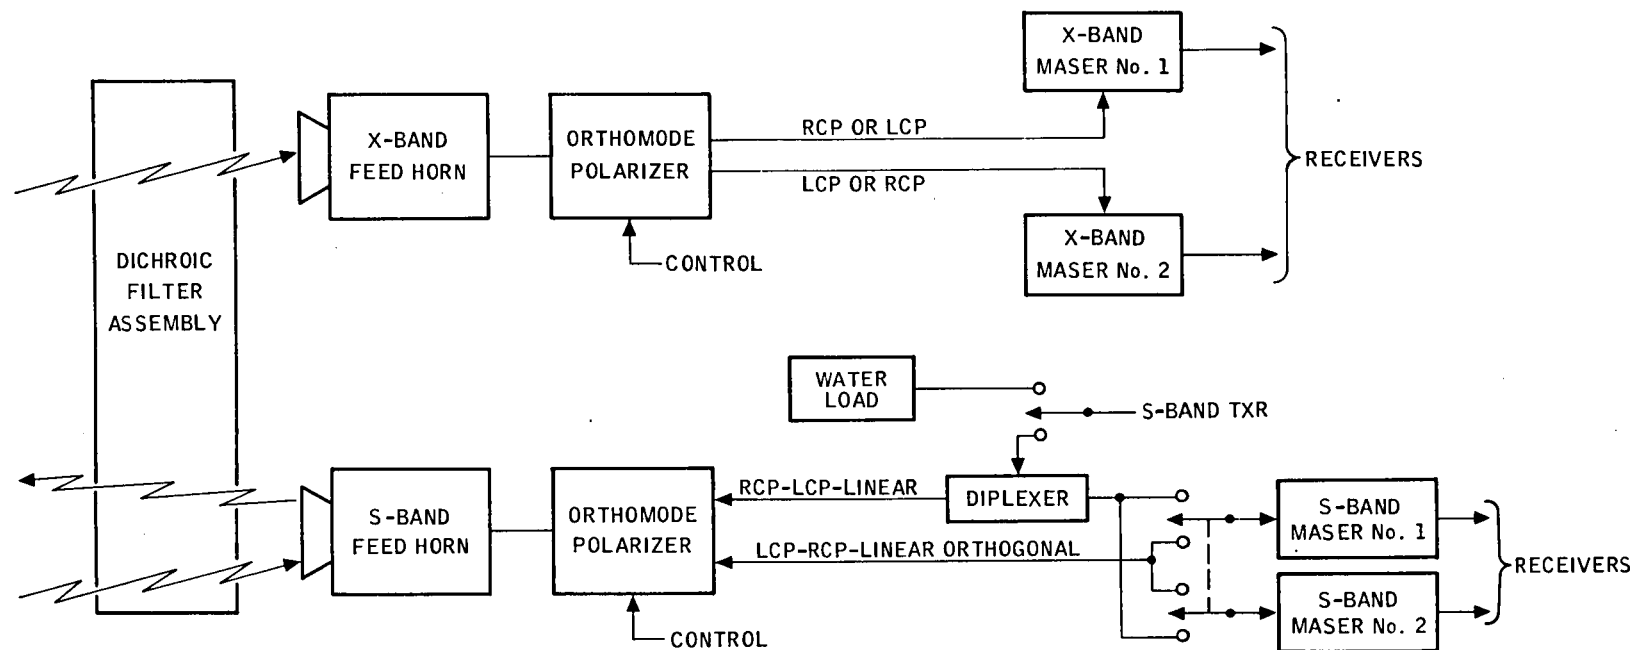 DICHROIC
FILTER
ASSEMBLY
X-BAND
FEED HORN
ORTHOMODE
POLARIZER
CONTROL
RCP OR LCP
LCP OR RCP
X-BAND
MASER No. 1
X-BAND
MASER No. 2
RECEIVERS
WATER
LOAD
S-BAND TXR
S-BAND
FEED HORN
ORTHOMODE
POLARIZER
CONTROL
RCP-LCP-LINEAR
DIPLEXER
LCP-RCP-LINEAR ORTHOGONAL
S-BAND
MASER No. 1
S-BAND
MASER No. 2
RECEIVERS